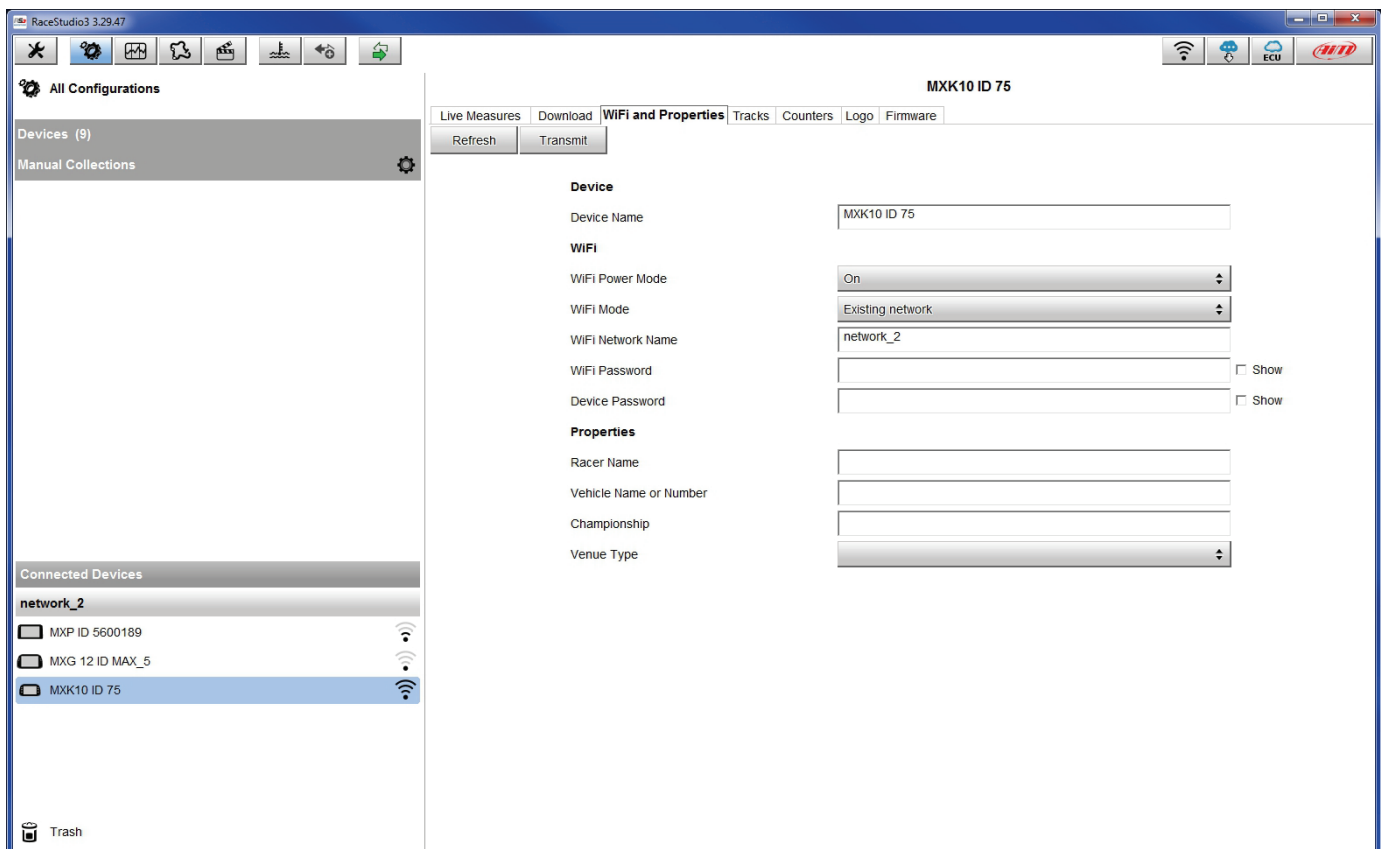 RaceStudio3 3.29.47
ECU
AiM
All Configurations
Devices (9)
Manual Collections
Connected Devices
network_2
MXP ID 5600189
MXG 12 ID MAX_5
MXK10 ID 75
Trash
MXK10 ID 75
Live Measures Download WiFi and Properties Tracks Counters Logo Firmware
Refresh Transmit
Device
Device Name MXK10 ID 75
WiFi
WiFi Power Mode On
WiFi Mode Existing network
WiFi Network Name network_2
WiFi Password Show
Device Password Show
Properties
Racer Name
Vehicle Name or Number
Championship
Venue Type